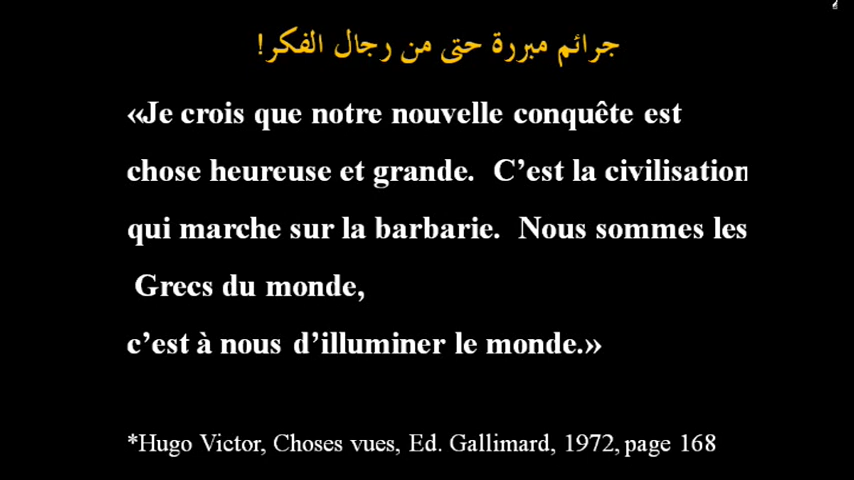 جرائم مبررة حتى من رجال الفكر!
«Je crois que notre nouvelle conquête est
chose heureuse et grande. C’est la civilisation
qui marche sur la barbarie. Nous sommes les
Grecs du monde,
c’est à nous d’illuminer le monde.»
*Hugo Victor, Choses vues, Ed. Gallimard, 1972, page 168